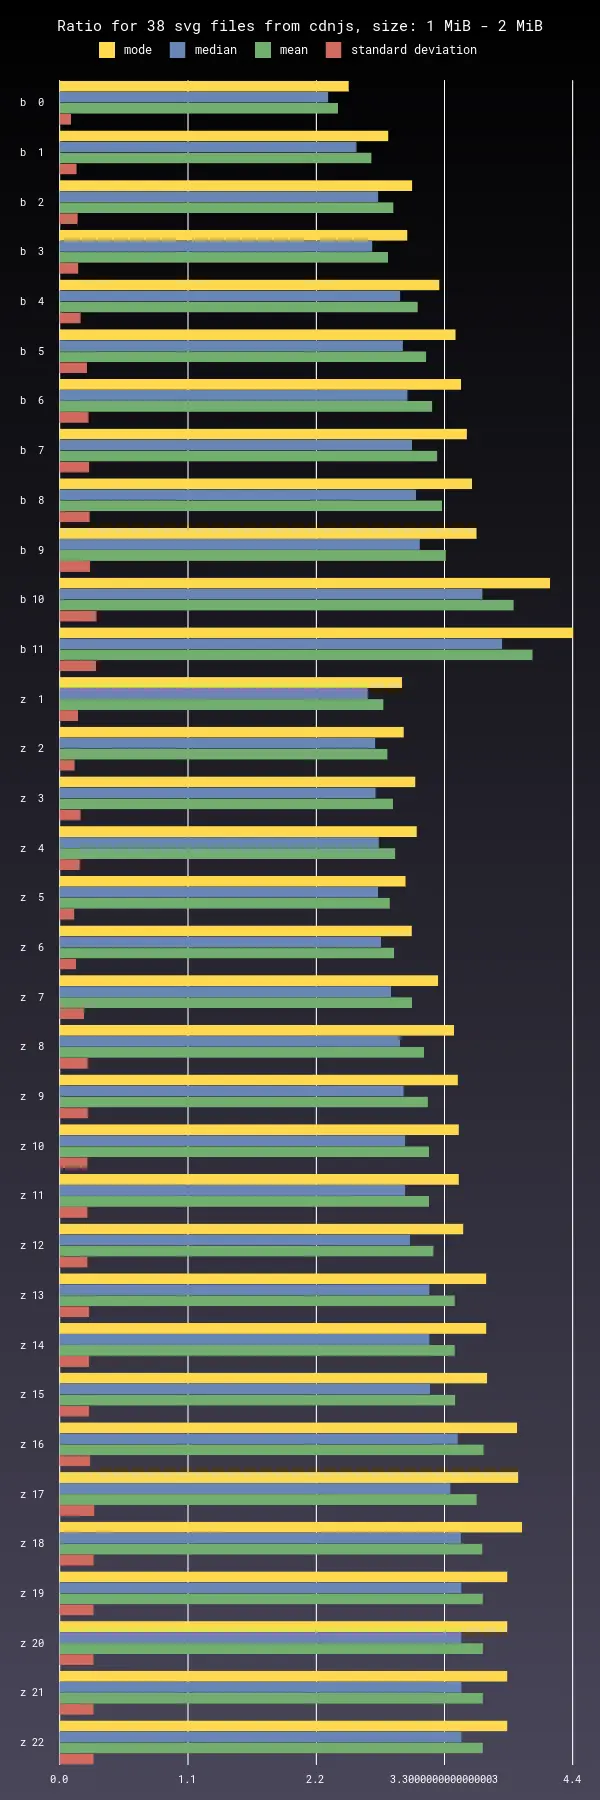 Ratio for 38 svg files from cdnjs, size: 1 MiB - 2 MiB
mode median mean standard deviation
b 0
b 1
b 2
b 3
b 4
b 5
b 6
b 7
b 8
b 9
b 10
b 11
z 1
z 2
z 3
z 4
z 5
z 6
z 7
z 8
z 9
z 10
z 11
z 12
z 13
z 14
z 15
z 16
z 17
z 18
z 19
z 20
z 21
z 22
0.0 1.1 2.2 3.3000000000000003 4.4